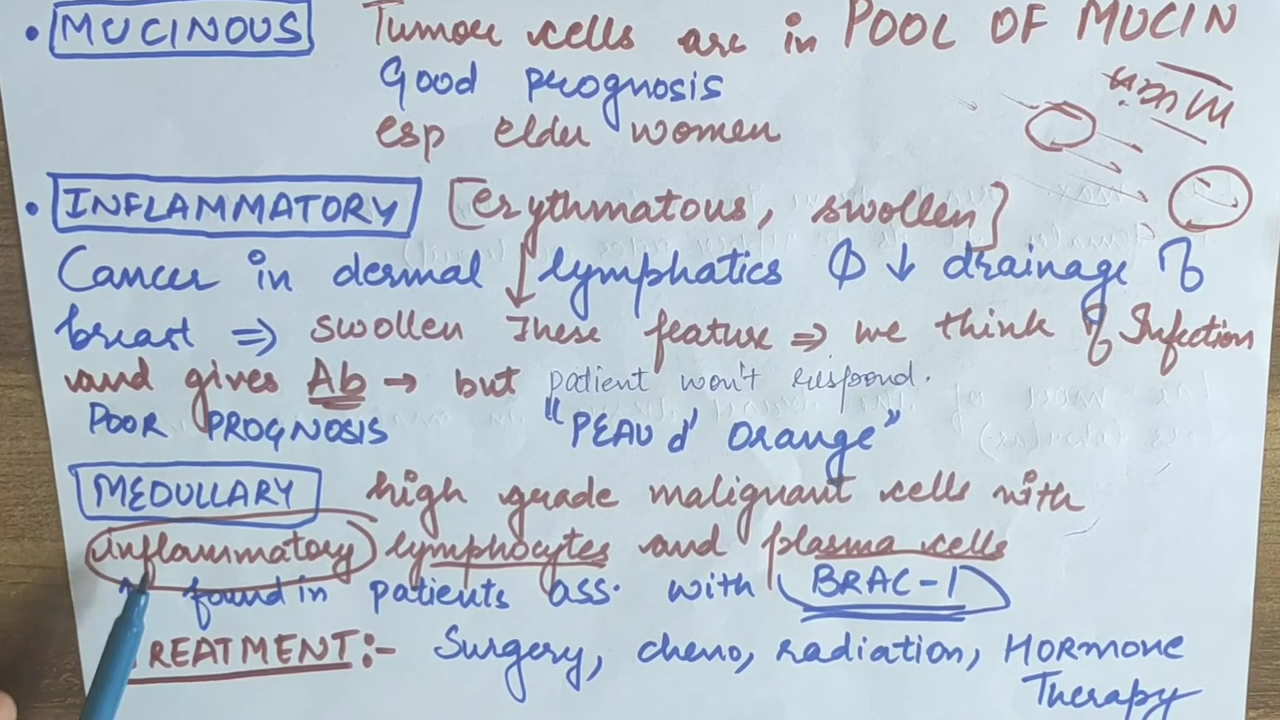 • MUCINOUS Tumour cells are in POOL OF MUCIN
Good prognosis
esp elder women
• INFLAMMATORY [erythmatous, swollen]
Cancer in dermal lymphatics ↓ drainage
breast ⇒ swollen These feature ⇒ we think of Infection
and gives Ab → but patient won't respond.
POOR PROGNOSIS "PEAU d' Orange"
MEDULLARY high grade malignant cells with
inflammatory lymphocytes and plasma cells
found in patients ass. with BRAC-1
TREATMENT:- Surgery, chemo, radiation, HORMONE
Therapy